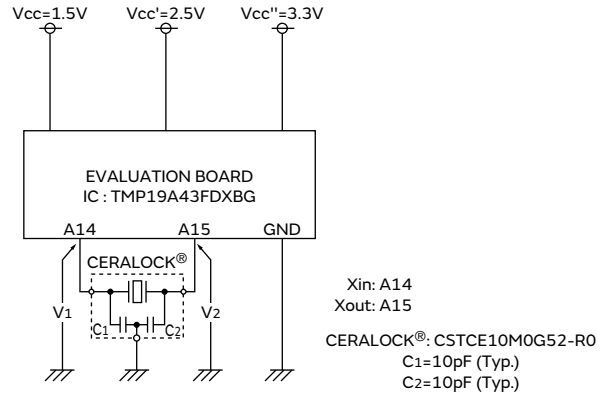 Vcc=1.5V Vcc'=2.5V Vcc"=3.3V
EVALUATION BOARD
IC : TMP19A43FDXBG
A14 A15 GND
CERALOCK®
V1 C1 C2 V2
Xin: A14
Xout: A15
CERALOCK®: CSTCE10M0G52-R0
C1=10pF (Typ.)
C2=10pF (Typ.)